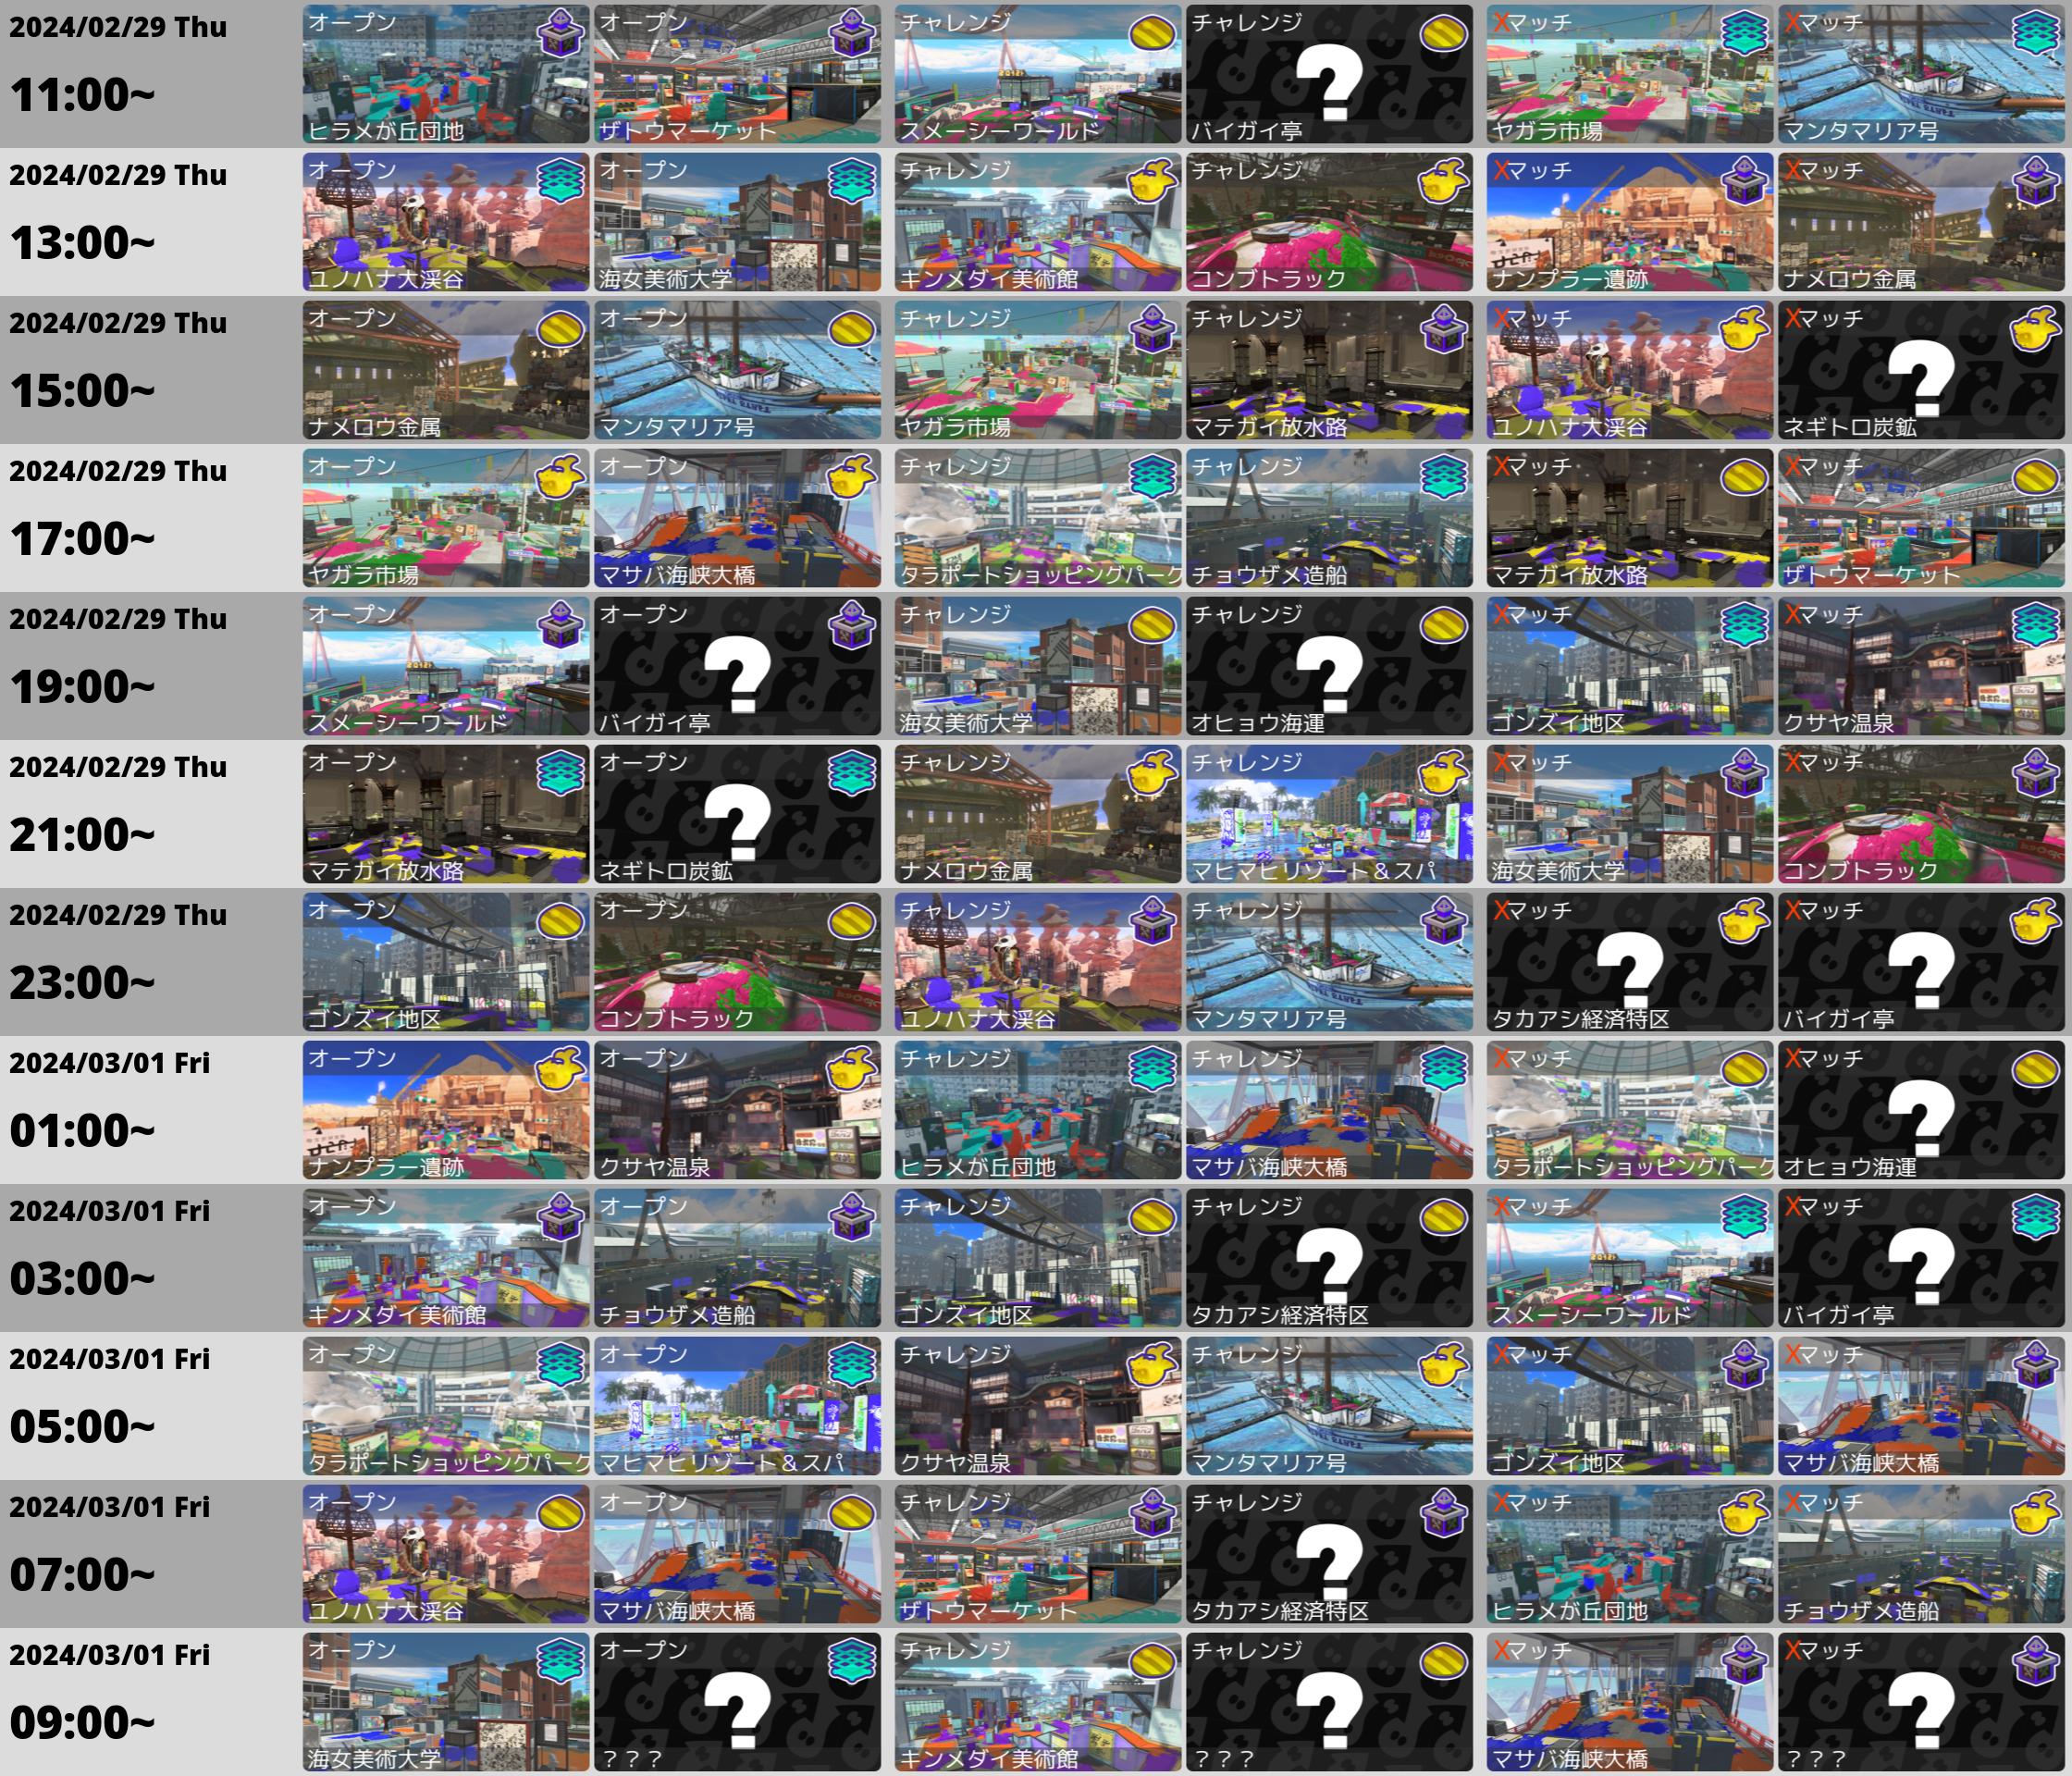 2024/02/29 Thu
11:00~
オープン
ヒラメが丘団地
オープン
ザトウマーケット
チャレンジ
スメーシーワールド
チャレンジ
バイガイ亭
Xマッチ
ヤガラ市場
Xマッチ
マンタマリア号
2024/02/29 Thu
13:00~
オープン
ユノハナ大渓谷
オープン
海女美術大学
チャレンジ
キンメダイ美術館
チャレンジ
コンブトラック
Xマッチ
ナンプラー遺跡
Xマッチ
ナメロウ金属
2024/02/29 Thu
15:00~
オープン
ナメロウ金属
オープン
マンタマリア号
チャレンジ
ヤガラ市場
チャレンジ
マテガイ放水路
Xマッチ
ユノハナ大渓谷
Xマッチ
ネギトロ炭鉱
2024/02/29 Thu
17:00~
オープン
ヤガラ市場
オープン
マサバ海峡大橋
チャレンジ
タラポートショッピングパーク
チャレンジ
チョウザメ造船
Xマッチ
マテガイ放水路
Xマッチ
ザトウマーケット
2024/02/29 Thu
19:00~
オープン
スメーシーワールド
オープン
バイガイ亭
チャレンジ
海女美術大学
チャレンジ
オヒョウ海運
Xマッチ
ゴンズイ地区
Xマッチ
クサヤ温泉
2024/02/29 Thu
21:00~
オープン
マテガイ放水路
オープン
ネギトロ炭鉱
チャレンジ
ナメロウ金属
チャレンジ
マヒマヒリゾート＆スパ
Xマッチ
海女美術大学
Xマッチ
コンブトラック
2024/02/29 Thu
23:00~
オープン
ゴンズイ地区
オープン
コンブトラック
チャレンジ
ユノハナ大渓谷
チャレンジ
マンタマリア号
Xマッチ
タカアシ経済特区
Xマッチ
バイガイ亭
2024/03/01 Fri
01:00~
オープン
ナンプラー遺跡
オープン
クサヤ温泉
チャレンジ
ヒラメが丘団地
チャレンジ
マサバ海峡大橋
Xマッチ
タラポートショッピングパーク
Xマッチ
オヒョウ海運
2024/03/01 Fri
03:00~
オープン
キンメダイ美術館
オープン
チョウザメ造船
チャレンジ
ゴンズイ地区
チャレンジ
タカアシ経済特区
Xマッチ
スメーシーワールド
Xマッチ
バイガイ亭
2024/03/01 Fri
05:00~
オープン
タラポートショッピングパーク
オープン
マヒマヒリゾート＆スパ
チャレンジ
クサヤ温泉
チャレンジ
マンタマリア号
Xマッチ
ゴンズイ地区
Xマッチ
マサバ海峡大橋
2024/03/01 Fri
07:00~
オープン
ユノハナ大渓谷
オープン
マサバ海峡大橋
チャレンジ
ザトウマーケット
チャレンジ
タカアシ経済特区
Xマッチ
ヒラメが丘団地
Xマッチ
チョウザメ造船
2024/03/01 Fri
09:00~
オープン
海女美術大学
オープン
？？？
チャレンジ
キンメダイ美術館
チャレンジ
？？？
Xマッチ
マサバ海峡大橋
Xマッチ
？？？